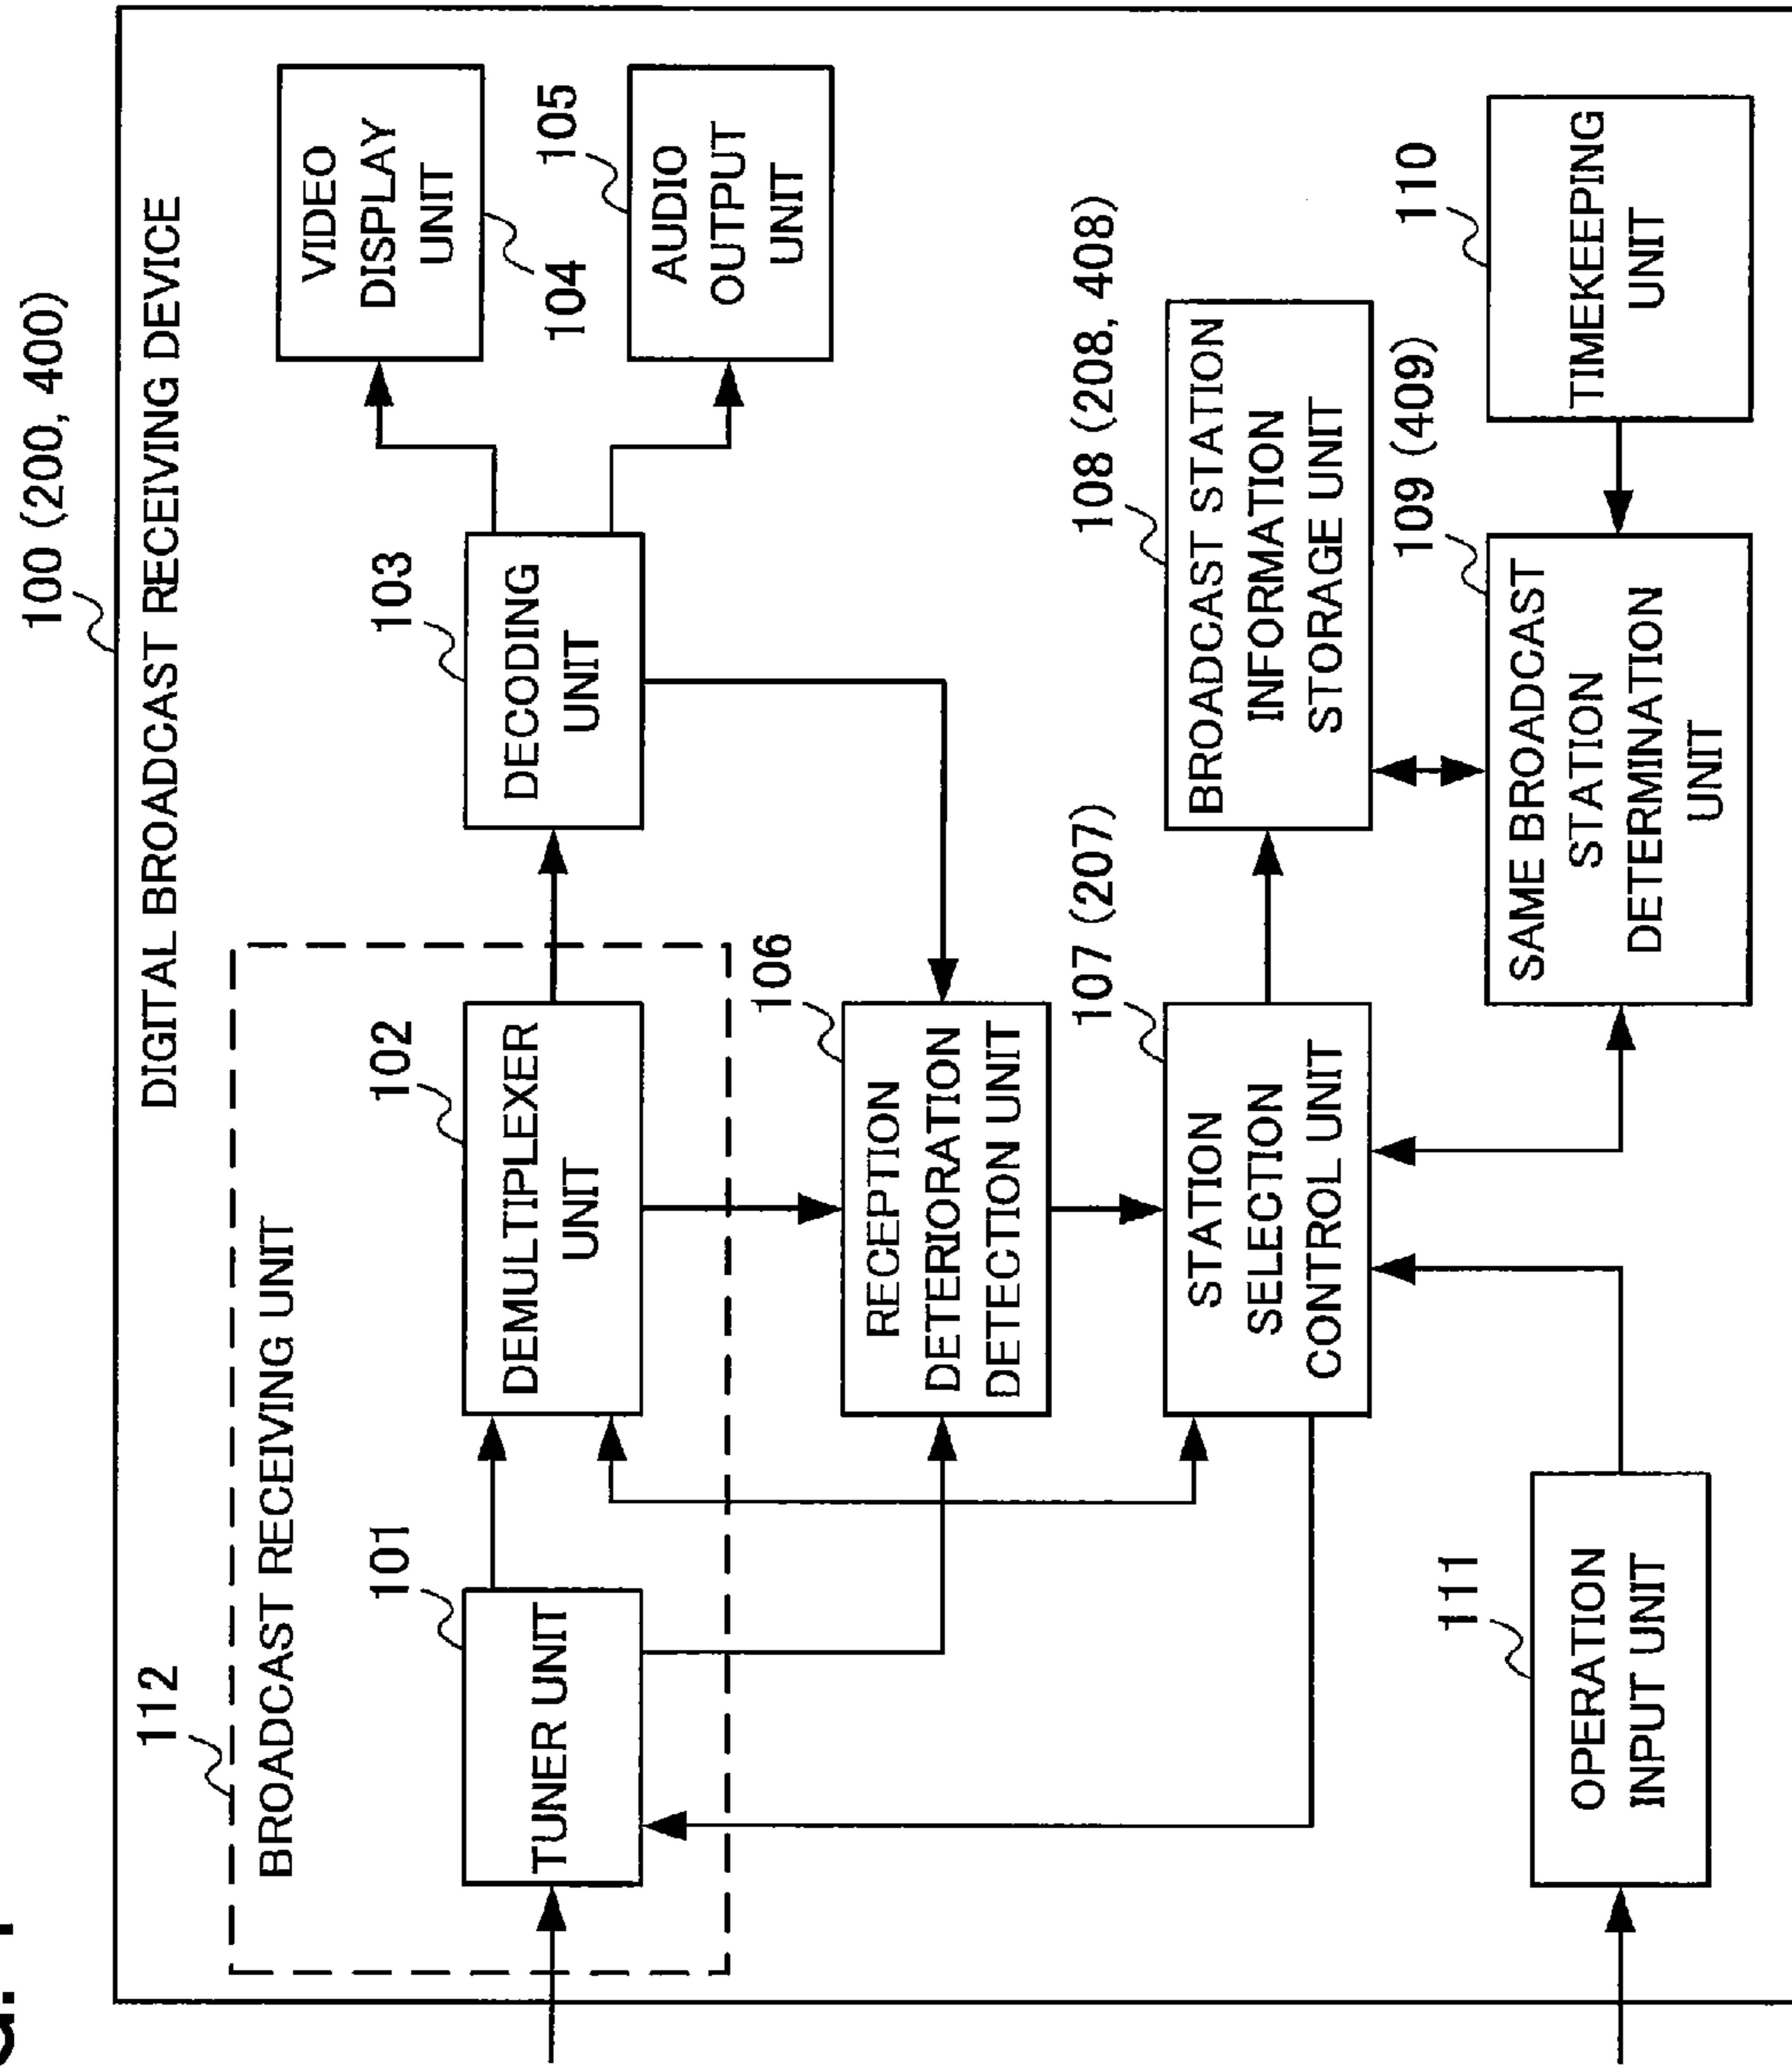 100 (200, 400)
DIGITAL BROADCAST RECEIVING DEVICE
112
BROADCAST RECEIVING UNIT
101
TUNER UNIT
102
DEMULTIPLEXER
UNIT
103
DECODING
UNIT
VIDEO
DISPLAY
UNIT
104
105
AUDIO
OUTPUT
UNIT
106
RECEPTION
DETERIORATION
DETECTION UNIT
107 (207)
STATION
SELECTION
CONTROL UNIT
108 (208, 408)
BROADCAST STATION
INFORMATION
STORAGE UNIT
109 (409)
SAME BROADCAST
STATION
DETERMINATION
UNIT
110
TIMEKEEPING
UNIT
111
OPERATION
INPUT UNIT